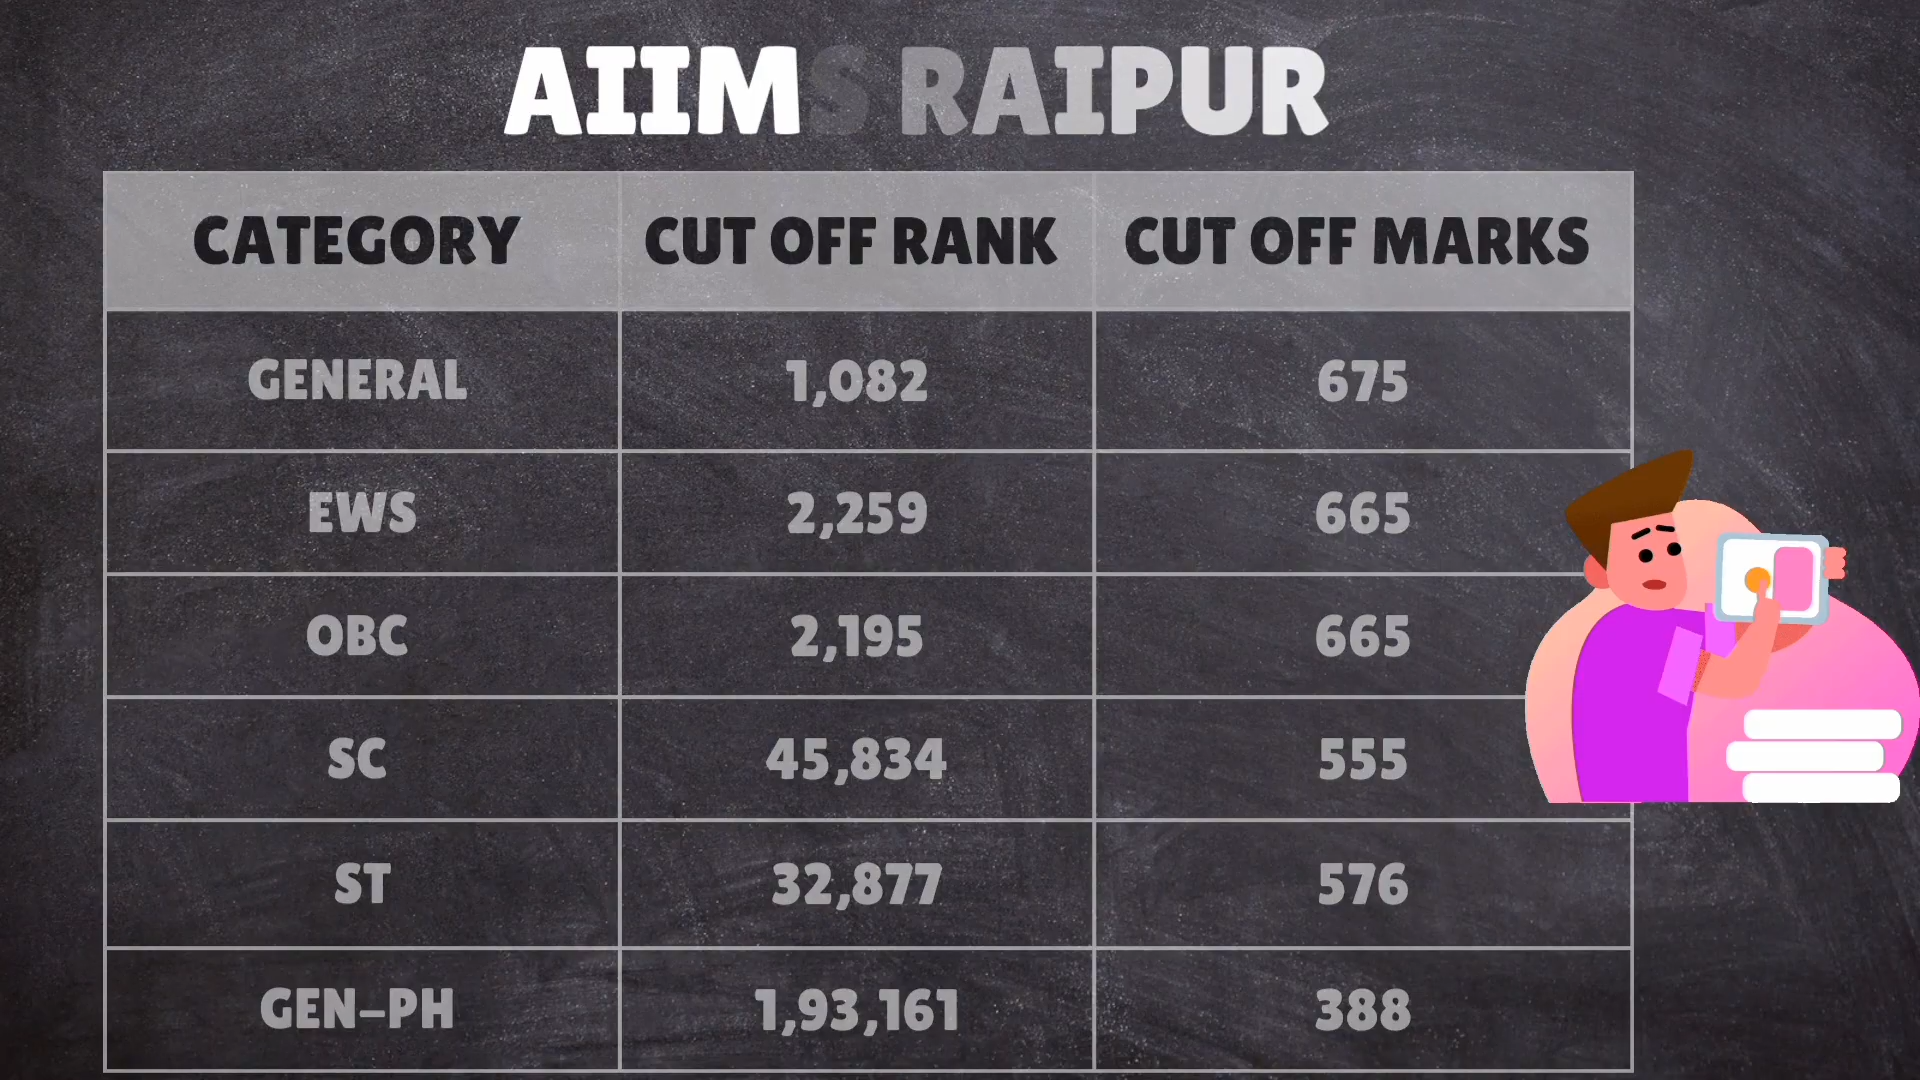 AIIMS RAIPUR
CATEGORY CUT OFF RANK CUT OFF MARKS
GENERAL 1,082 675
EWS 2,259 665
OBC 2,195 665
SC 45,834 555
ST 32,877 576
GEN-PH 1,93,161 388